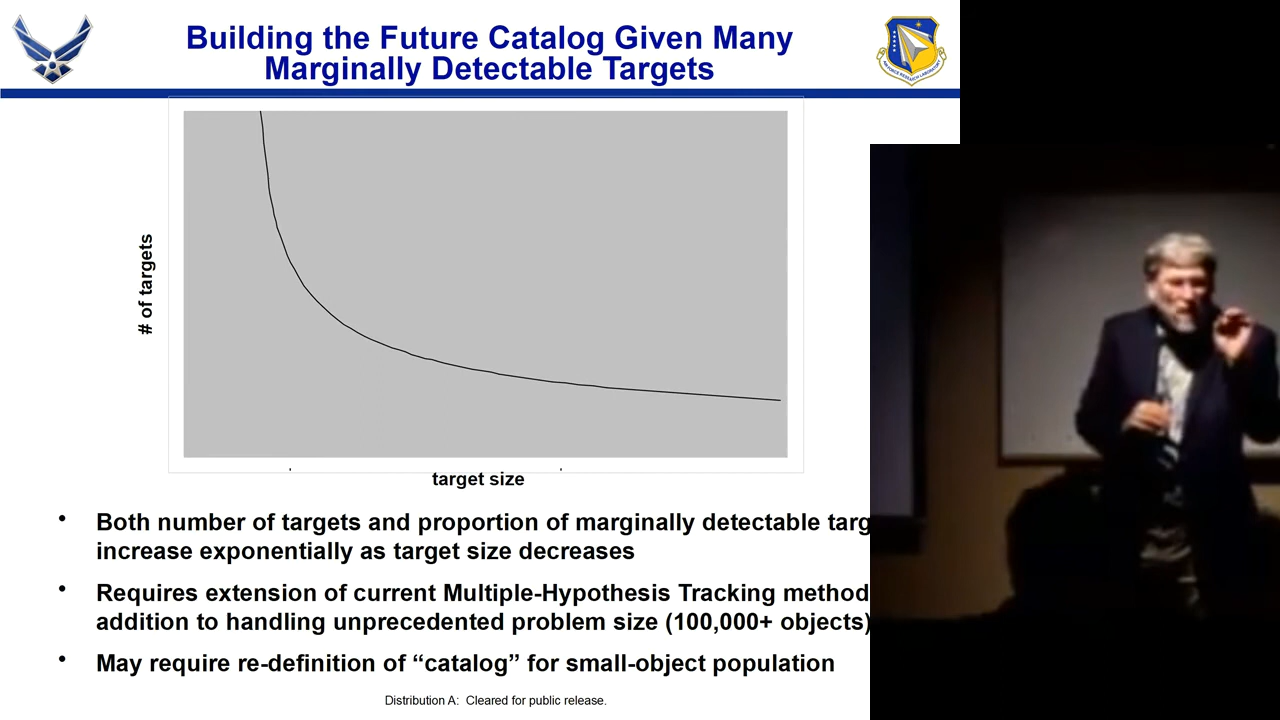 Building the Future Catalog Given Many
Marginally Detectable Targets
# of targets
target size
• Both number of targets and proportion of marginally detectable targ
increase exponentially as target size decreases
• Requires extension of current Multiple-Hypothesis Tracking method
addition to handling unprecedented problem size (100,000+ objects)
• May require re-definition of “catalog” for small-object population
Distribution A: Cleared for public release.